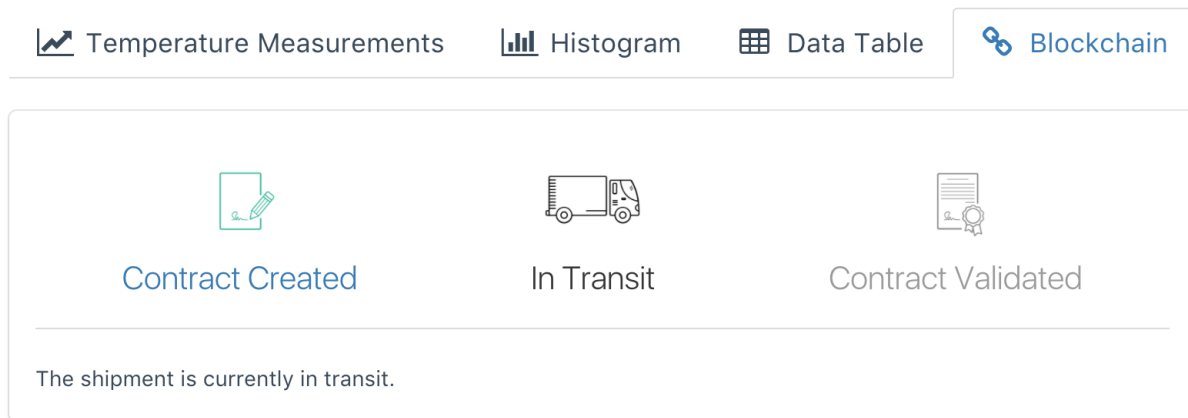 Temperature Measurements Histogram Data Table Blockchain
Contract Created In Transit Contract Validated
The shipment is currently in transit.